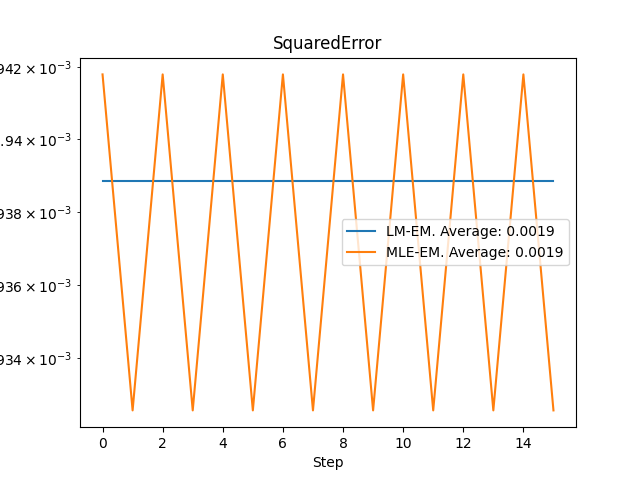 SquaredError
942 × 10⁻³
.94 × 10⁻³
938 × 10⁻³
936 × 10⁻³
934 × 10⁻³
LM-EM. Average: 0.0019
MLE-EM. Average: 0.0019
0 2 4 6 8 10 12 14
Step